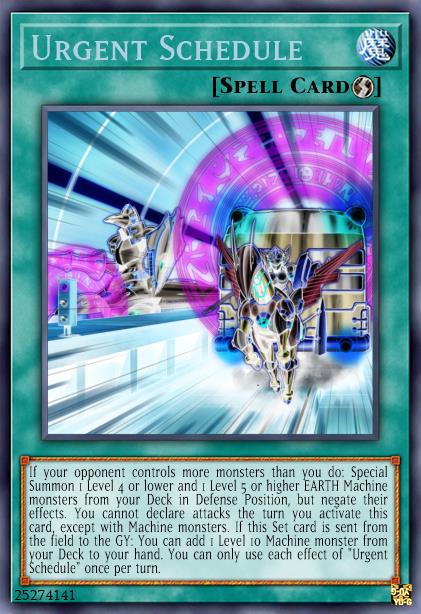 Urgent Schedule
魔
[Spell Card]
If your opponent controls more monsters than you do: Special
Summon 1 Level 4 or lower and 1 Level 5 or higher EARTH Machine
monsters from your Deck in Defense Position, but negate their
effects. You cannot declare attacks the turn you activate this
card, except with Machine monsters. If this Set card is sent from
the field to the GY: You can add 1 Level 10 Machine monster from
your Deck to your hand. You can only use each effect of "Urgent
Schedule" once per turn.
25274141